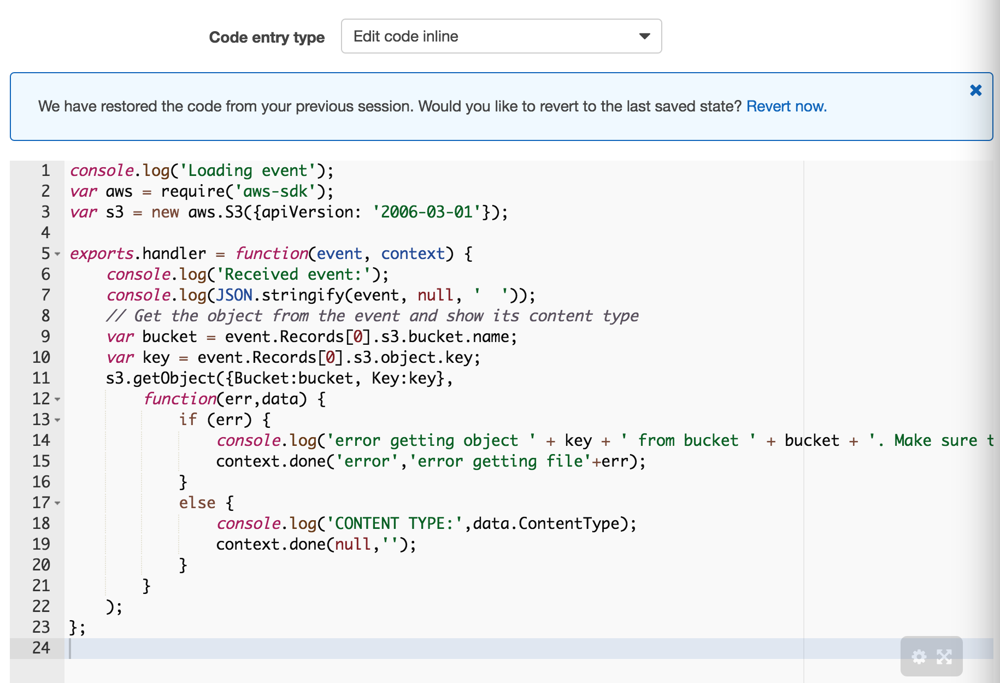 Code entry type
Edit code inline
We have restored the code from your previous session. Would you like to revert to the last saved state? Revert now.
1 console.log('Loading event');
2 var aws = require('aws-sdk');
3 var s3 = new aws.S3({apiVersion: '2006-03-01'});
4
5 exports.handler = function(event, context) {
6     console.log('Received event:');
7     console.log(JSON.stringify(event, null, '  '));
8     // Get the object from the event and show its content type
9     var bucket = event.Records[0].s3.bucket.name;
10     var key = event.Records[0].s3.object.key;
11     s3.getObject({Bucket:bucket, Key:key},
12         function(err,data) {
13             if (err) {
14                 console.log('error getting object ' + key + ' from bucket ' + bucket + '. Make sure t
15                 context.done('error','error getting file'+err);
16             }
17             else {
18                 console.log('CONTENT TYPE:',data.ContentType);
19                 context.done(null,'');
20             }
21         }
22     );
23 };
24